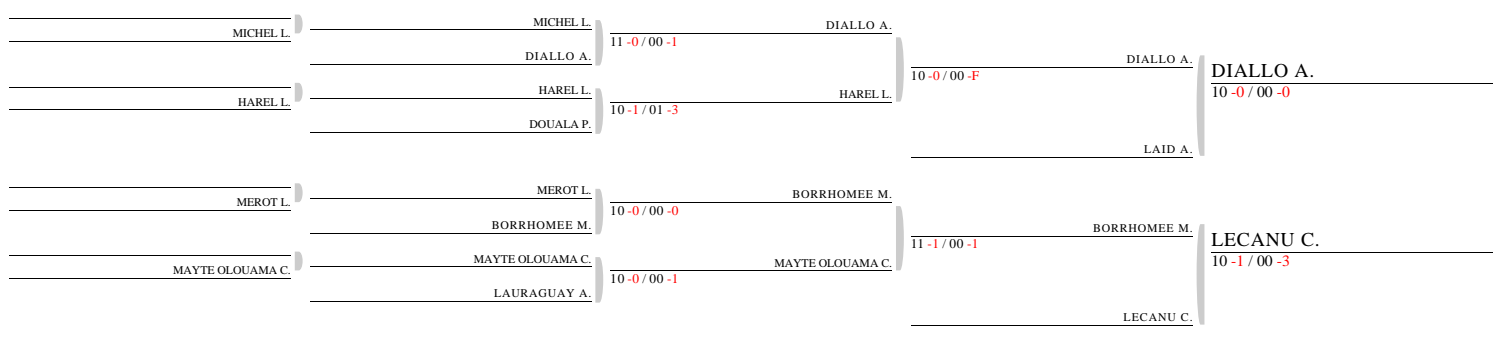 MICHEL L.
HAREL L.
MEROT L.
MAYTE OLOUAMA C.
MICHEL L.
DIALLO A.
HAREL L.
DOUALA P.
MEROT L.
BORRHOMEE M.
MAYTE OLOUAMA C.
LAURAGUAY A.
DIALLO A.
11 -0 / 00 -1
HAREL L.
10 -1 / 01 -3
BORRHOMEE M.
10 -0 / 00 -0
MAYTE OLOUAMA C.
10 -0 / 00 -1
DIALLO A.
10 -0 / 00 -F
LAID A.
BORRHOMEE M.
11 -1 / 00 -1
LECANU C.
DIALLO A.
10 -0 / 00 -0
LECANU C.
10 -1 / 00 -3